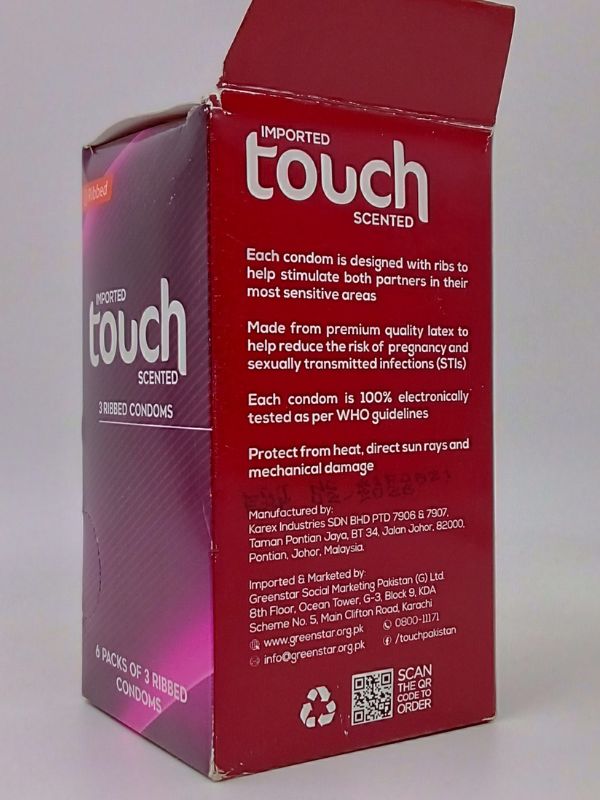 Ribbed
IMPORTED
touch
SCENTED
3 RIBBED CONDOMS
6 PACKS OF 3 RIBBED
CONDOMS
IMPORTED
touch
SCENTED
Each condom is designed with ribs to
help stimulate both partners in their
most sensitive areas
Made from premium quality latex to
help reduce the risk of pregnancy and
sexually transmitted infections (STIs)
Each condom is 100% electronically
tested as per WHO guidelines
Protect from heat, direct sun rays and
mechanical damage
Manufactured by:
Karex Industries SDN BHD PTD 7906 & 7907,
Taman Pontian Jaya, BT 34, Jalan Johor, 82000,
Pontian, Johor, Malaysia.
Imported & Marketed by:
Greenstar Social Marketing Pakistan (G) Ltd.
8th Floor, Ocean Tower, G-3, Block 9, KDA
Scheme No. 5, Main Clifton Road, Karachi
www.greenstar.org.pk 0800-11171
info@greenstar.org.pk /touchpakistan
SCAN
THE QR
CODE TO
ORDER